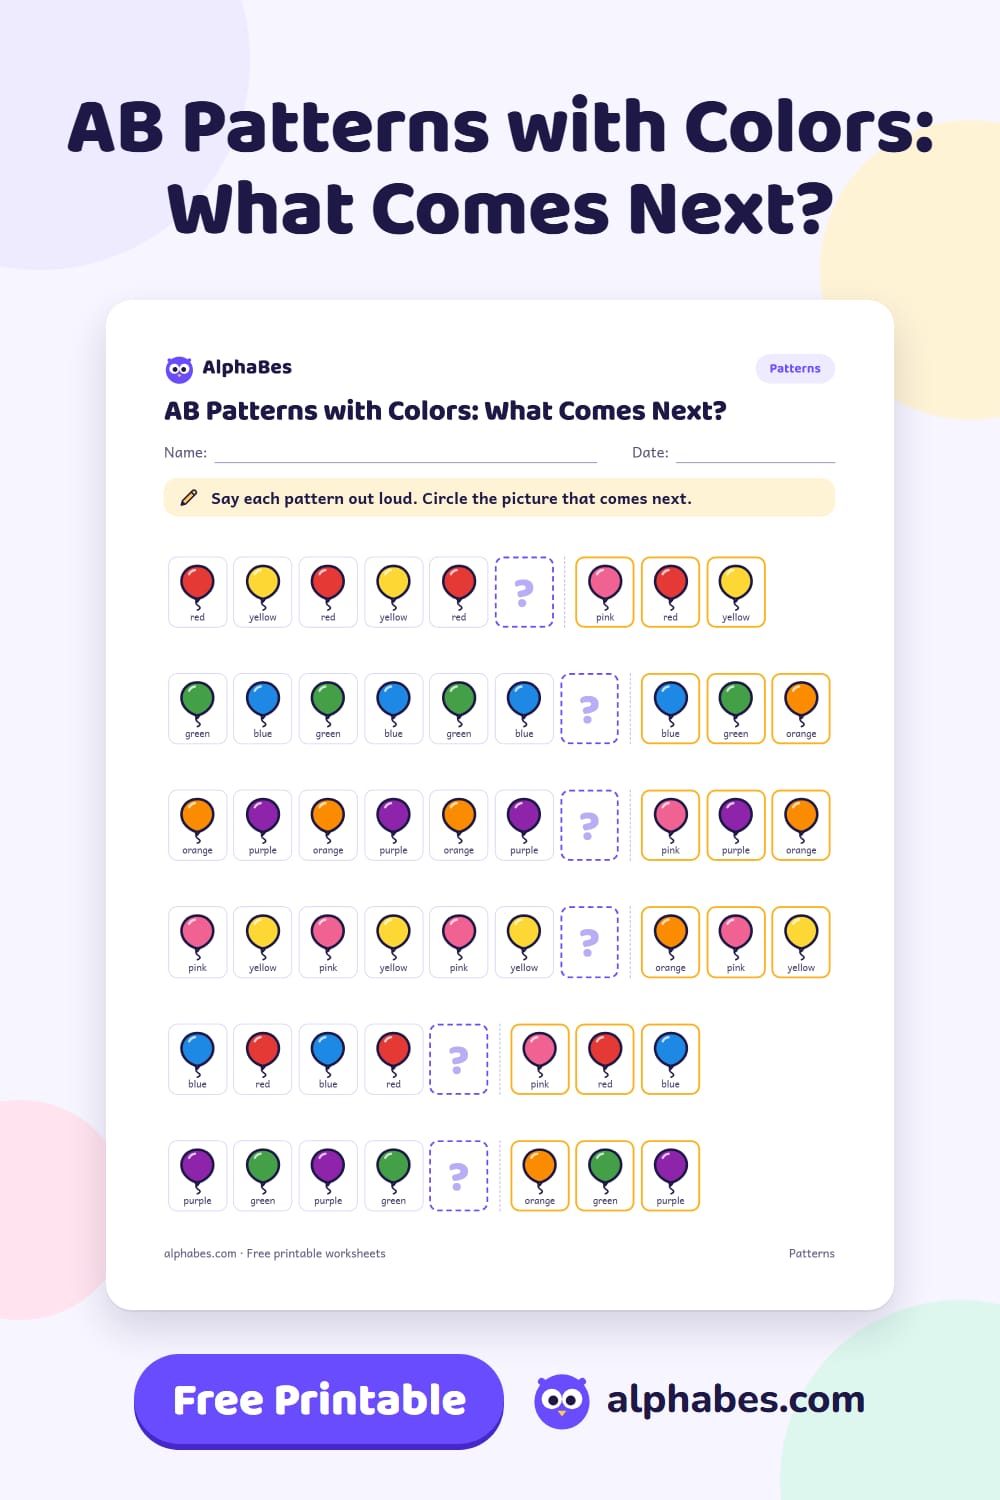 AB Patterns with Colors:
What Comes Next?
AlphaBes
Patterns
AB Patterns with Colors: What Comes Next?
Name:
Date:
Say each pattern out loud. Circle the picture that comes next.
red yellow red yellow red ? pink red yellow
green blue green blue green blue ? blue green orange
orange purple orange purple orange purple ? pink purple orange
pink yellow pink yellow pink yellow ? orange pink yellow
blue red blue red ? pink red blue
purple green purple green ? orange green purple
alphabes.com · Free printable worksheets
Patterns
Free Printable
alphabes.com